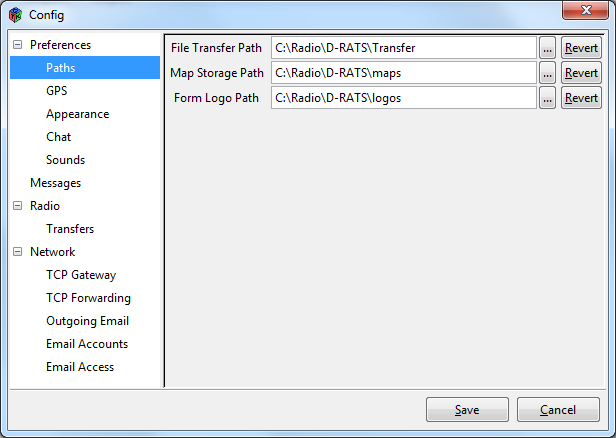 Config
Preferences
Paths
GPS
Appearance
Chat
Sounds
Messages
Radio
Transfers
Network
TCP Gateway
TCP Forwarding
Outgoing Email
Email Accounts
Email Access
File Transfer Path C:\Radio\D-RATS\Transfer ... Revert
Map Storage Path C:\Radio\D-RATS\maps ... Revert
Form Logo Path C:\Radio\D-RATS\logos ... Revert
Save Cancel